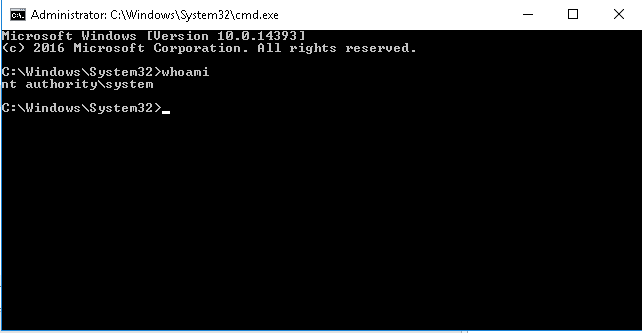 Administrator: C:\Windows\System32\cmd.exe
Microsoft Windows [Version 10.0.14393]
(c) 2016 Microsoft Corporation. All rights reserved.
C:\Windows\System32>whoami
nt authority\system
C:\Windows\System32>_